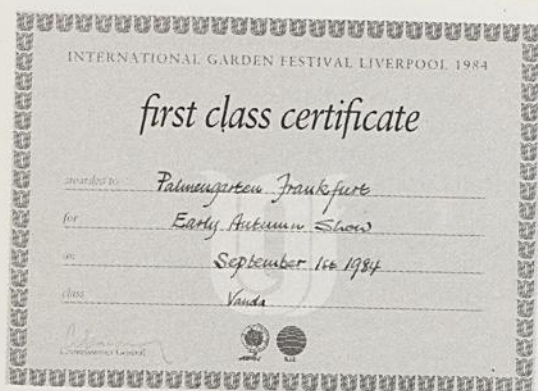 INTERNATIONAL GARDEN FESTIVAL LIVERPOOL 1984
first class certificate
awarded to Palmengarten Frankfurt
for Early Autumn Show
on September 1st 1984
class Vanda
Commissioner General